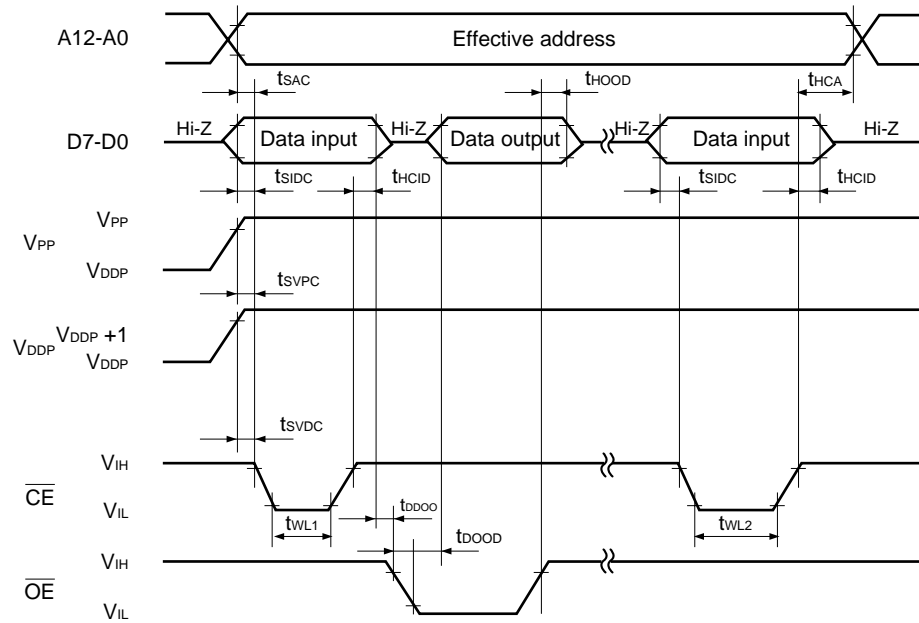 A12-A0
Effective address
tSAC
tHOOD
tHCA
D7-D0
Hi-Z
Data input
Hi-Z
Data output
Hi-Z
Data input
Hi-Z
tSIDC
tHCID
tSIDC
tHCID
VPP
VPP
VDDP
tSVPC
VDDP
VDDP +1
VDDP
tSVDC
CE
VIH
VIL
tWL1
tWL2
tDDOO
tDOOD
OE
VIH
VIL